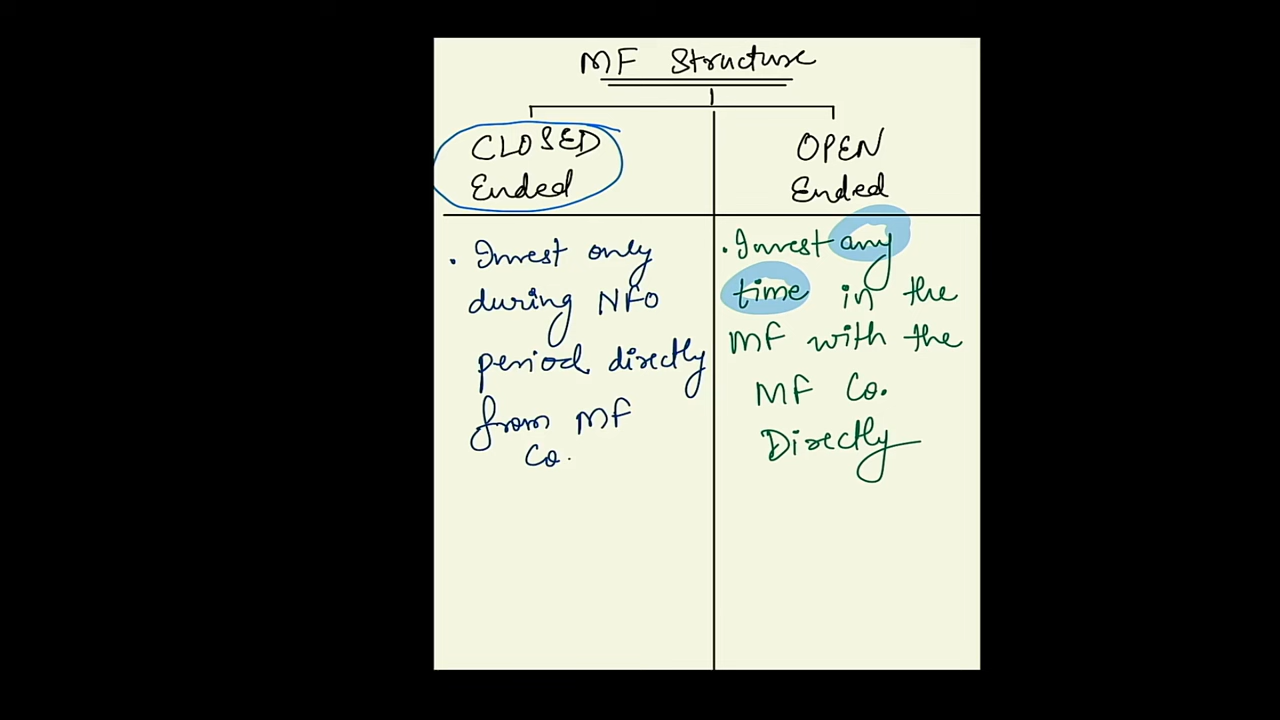 MF Structure
CLOSED
Ended
OPEN
Ended
. Invest only
during NFO
period directly
from MF
Co.
. Invest any
time in the
MF with the
MF Co.
Directly